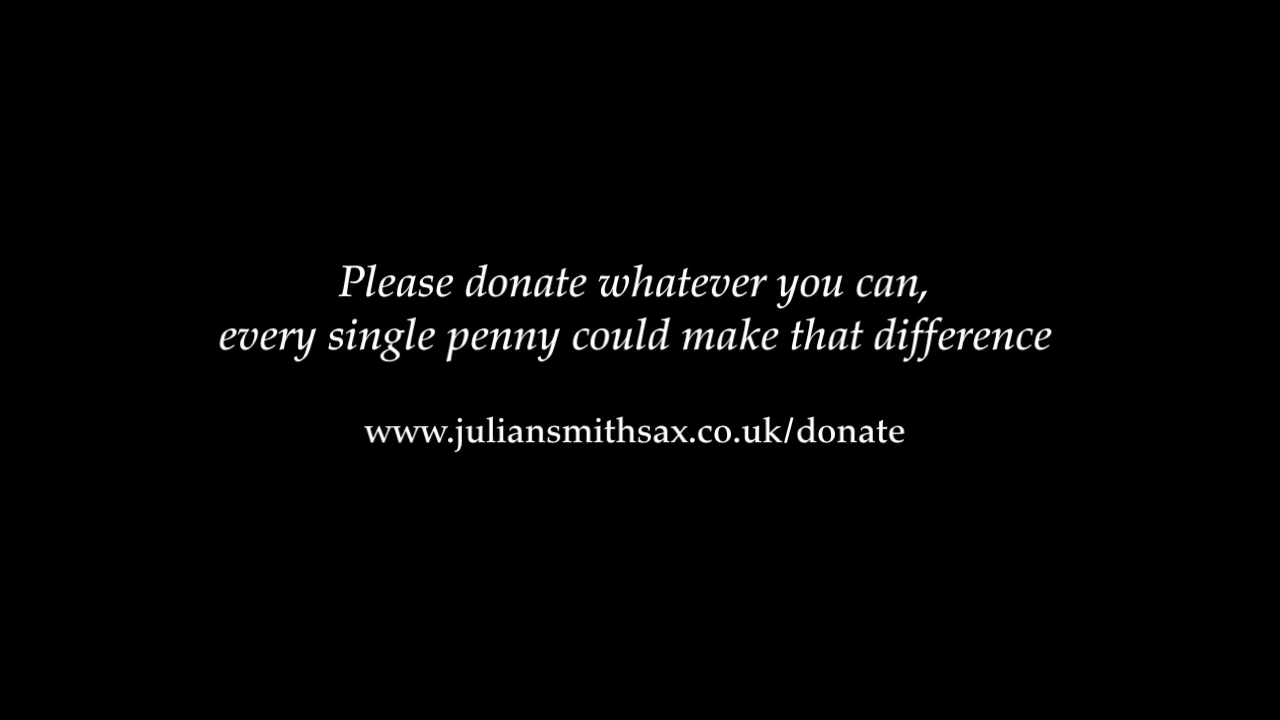 Please donate whatever you can,
every single penny could make that difference
www.juliansmithsax.co.uk/donate